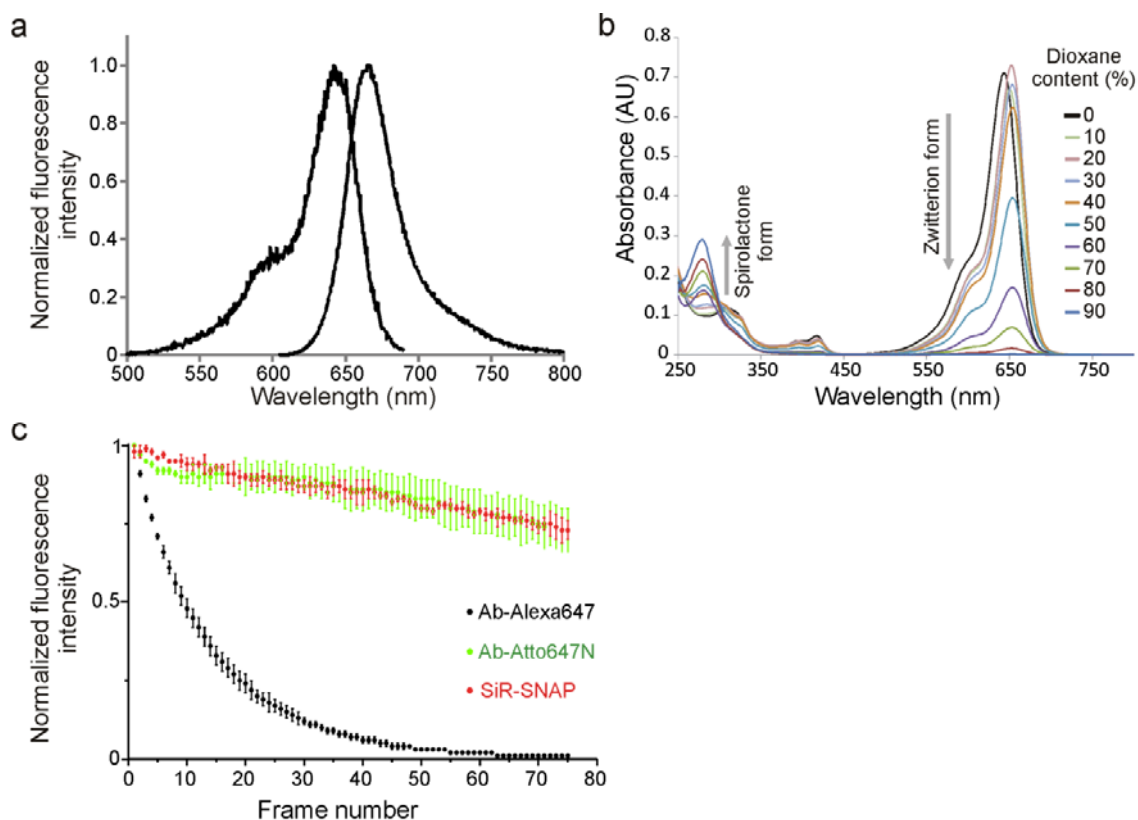 a
Normalized fluorescence
intensity
1.0
0.8
0.6
0.4
0.2
0
500 550 600 650 700 750 800
Wavelength (nm)
b
Absorbance (AU)
0.8
0.7
0.6
0.5
0.4
0.3
0.2
0.1
0
250 350 450 550 650 750
Wavelength (nm)
Spirolactone
form
Zwitterion form
Dioxane
content (%)
0
10
20
30
40
50
60
70
80
90
c
Normalized fluorescence
intensity
1
0.5
0
Ab-Alexa647
Ab-Atto647N
SiR-SNAP
0 10 20 30 40 50 60 70 80
Frame number